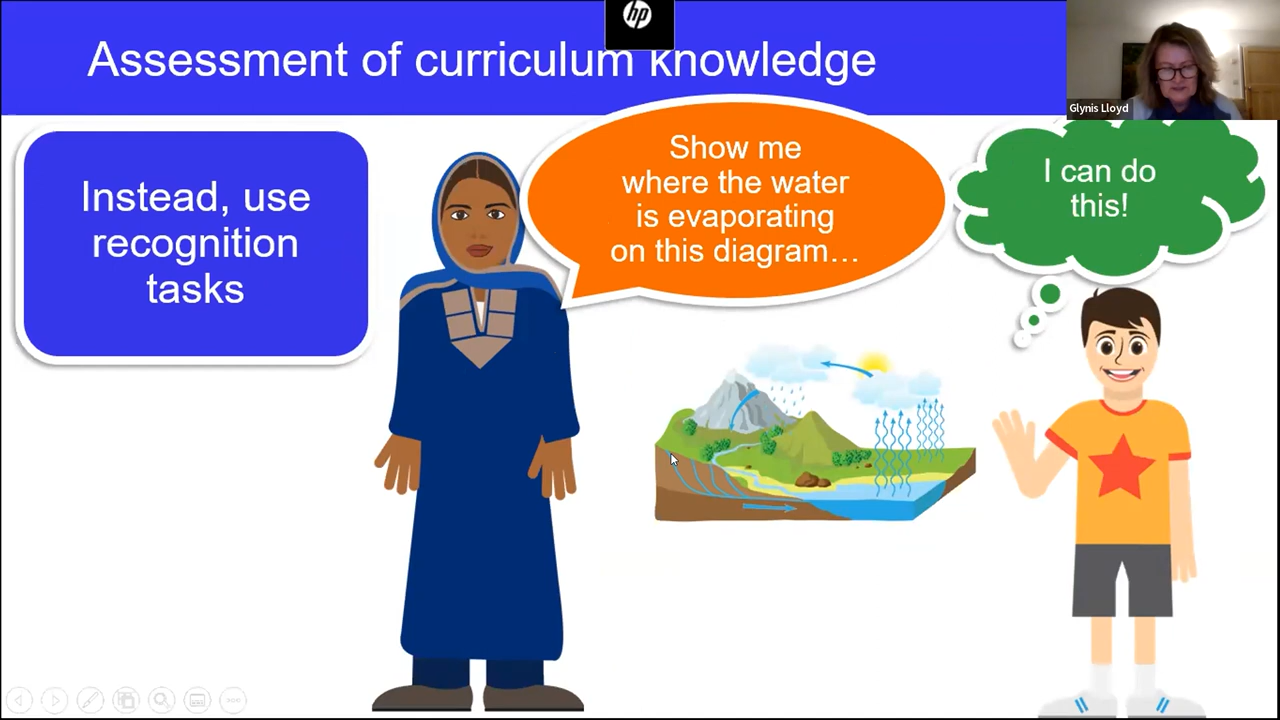 hp
Assessment of curriculum knowledge
Glynis Lloyd
Instead, use
recognition
tasks
Show me
where the water
is evaporating
on this diagram…
I can do
this!